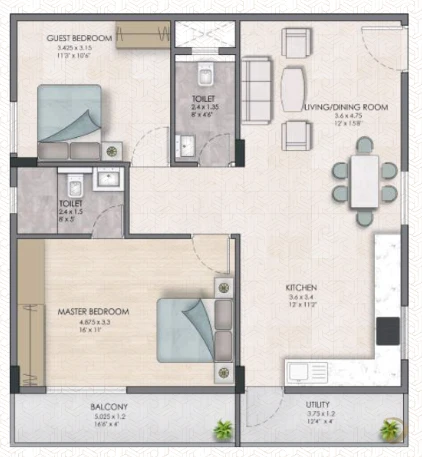 GUEST BEDROOM
3.425 x 3.15
11'3" x 10'6"
TOILET
2.4 x 1.35
8' x 4'6"
LIVING/DINING ROOM
3.6 x 4.75
12' x 15'8"
TOILET
2.4 x 1.5
8' x 5'
KITCHEN
3.6 x 3.4
12' x 11'2"
MASTER BEDROOM
4.875 x 3.3
16' x 11'
BALCONY
5.025 x 1.2
16'6" x 4'
UTILITY
3.75 x 1.2
12'4" x 4'